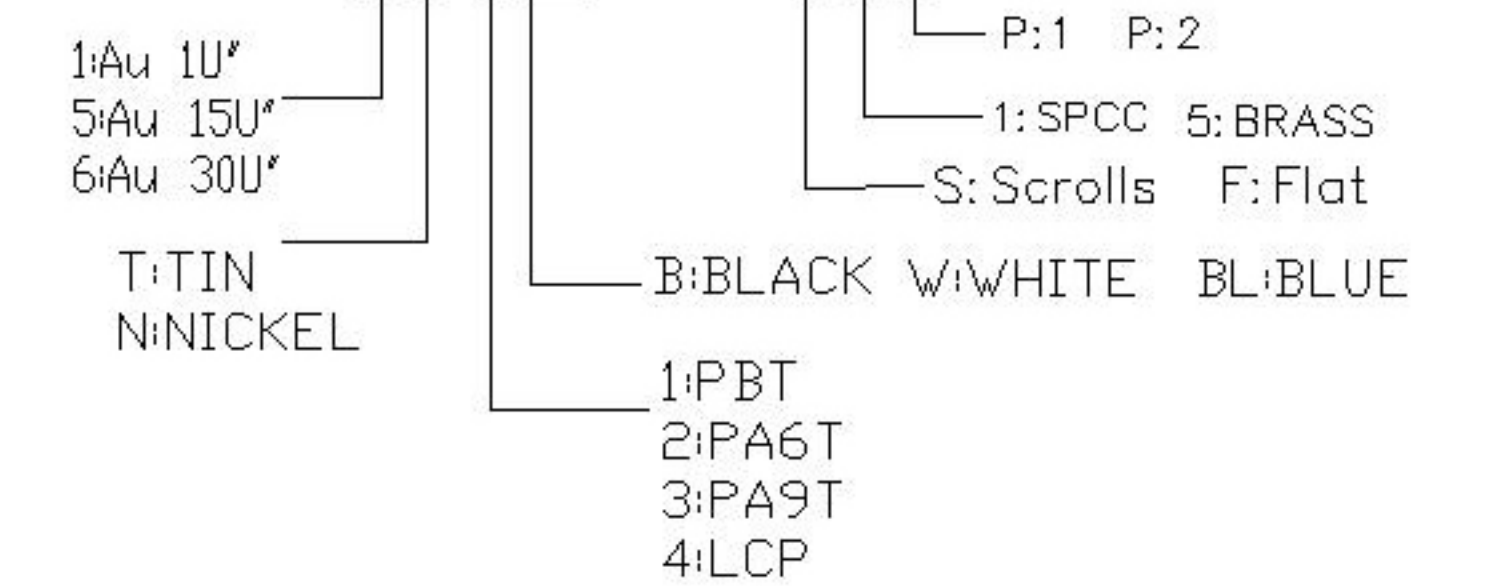 P:1 P:2
1:Au 1U"
5:Au 15U"
6:Au 30U"
1:SPCC 5:BRASS
S:Scrolls F:Flat
T:TIN
N:NICKEL
B:BLACK W:WHITE BL:BLUE
1:PBT
2:PA6T
3:PA9T
4:LCP